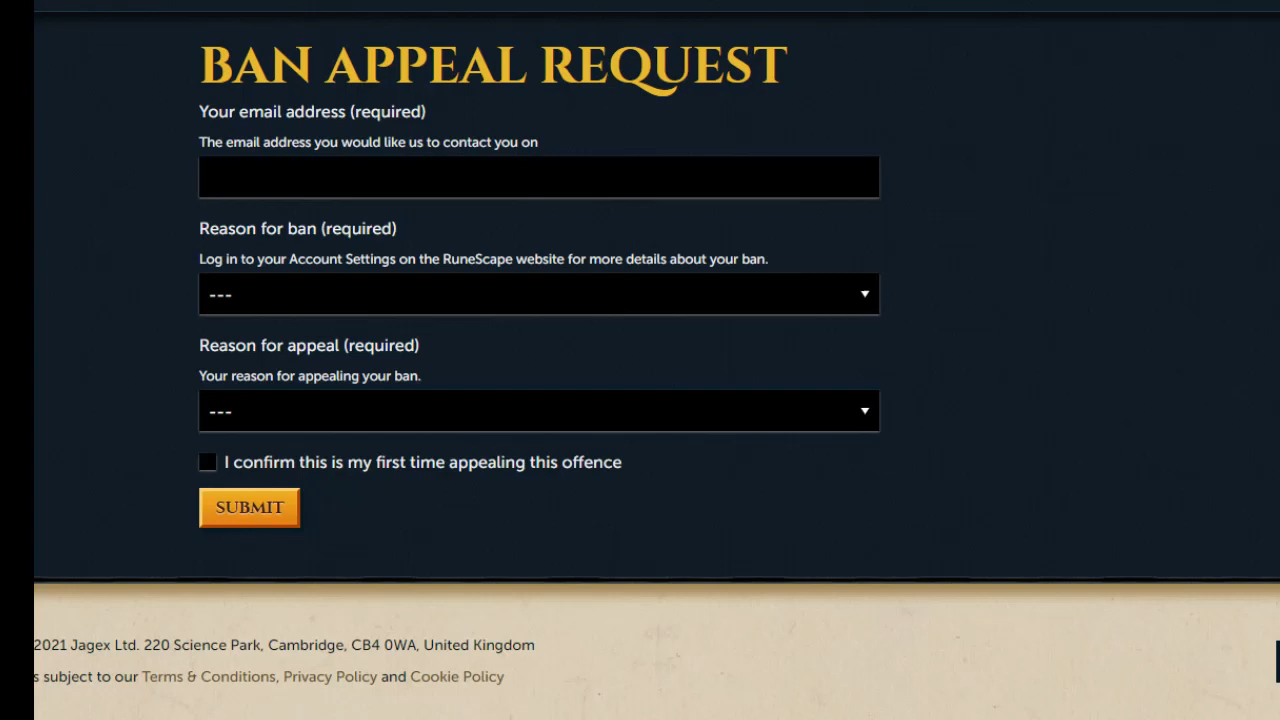 BAN APPEAL REQUEST
Your email address (required)
The email address you would like us to contact you on
Reason for ban (required)
Log in to your Account Settings on the RuneScape website for more details about your ban.
---
Reason for appeal (required)
Your reason for appealing your ban.
---
I confirm this is my first time appealing this offence
SUBMIT
2021 Jagex Ltd. 220 Science Park, Cambridge, CB4 0WA, United Kingdom
s subject to our Terms & Conditions, Privacy Policy and Cookie Policy